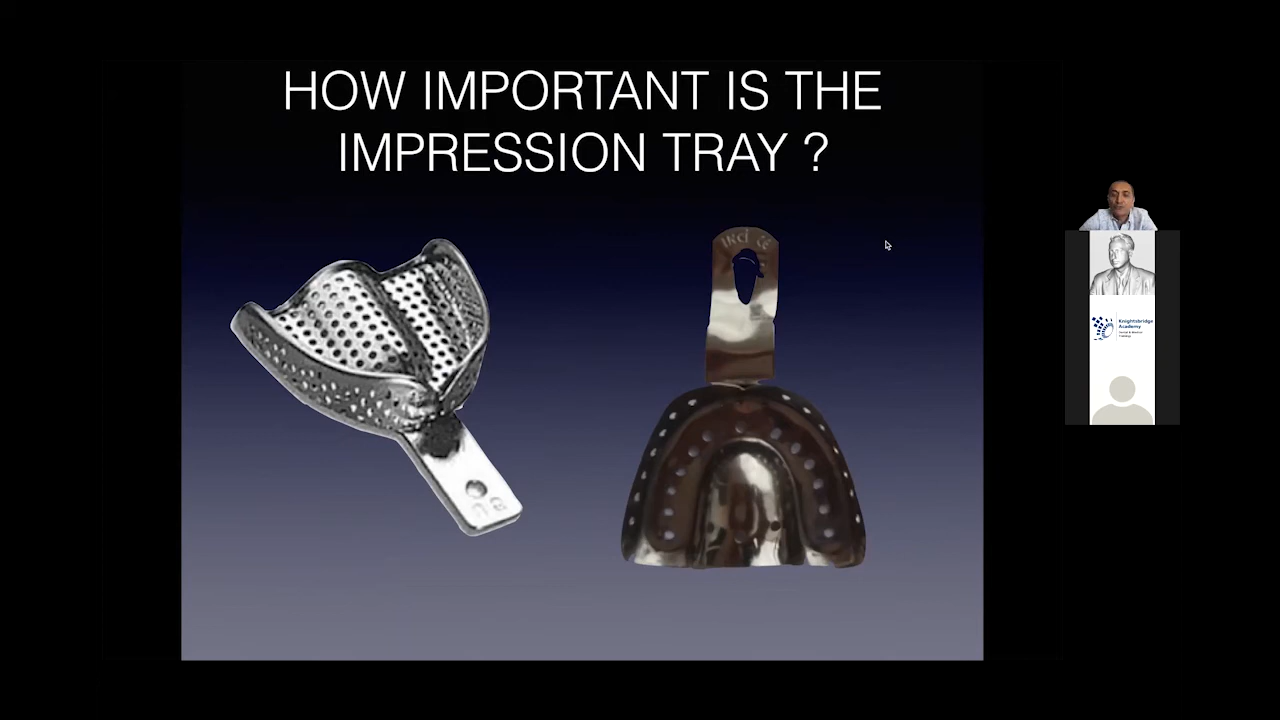 HOW IMPORTANT IS THE
IMPRESSION TRAY ?
Knightsbridge
Academy